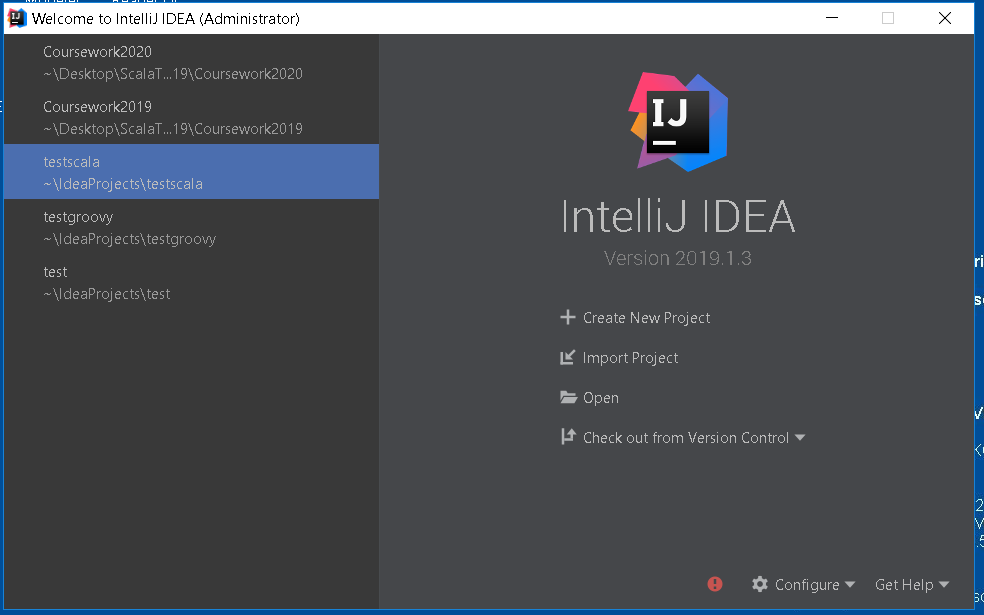 Welcome to IntelliJ IDEA (Administrator)
Coursework2020
~\Desktop\ScalaT...19\Coursework2020
Coursework2019
~\Desktop\ScalaT...19\Coursework2019
testscala
~\IdeaProjects\testscala
testgroovy
~\IdeaProjects\testgroovy
test
~\IdeaProjects\test
IJ
IntelliJ IDEA
Version 2019.1.3
Create New Project
Import Project
Open
Check out from Version Control
Configure
Get Help